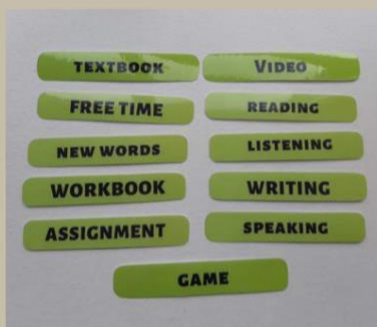 TEXTBOOK
VIDEO
FREE TIME
READING
NEW WORDS
LISTENING
WORKBOOK
WRITING
ASSIGNMENT
SPEAKING
GAME